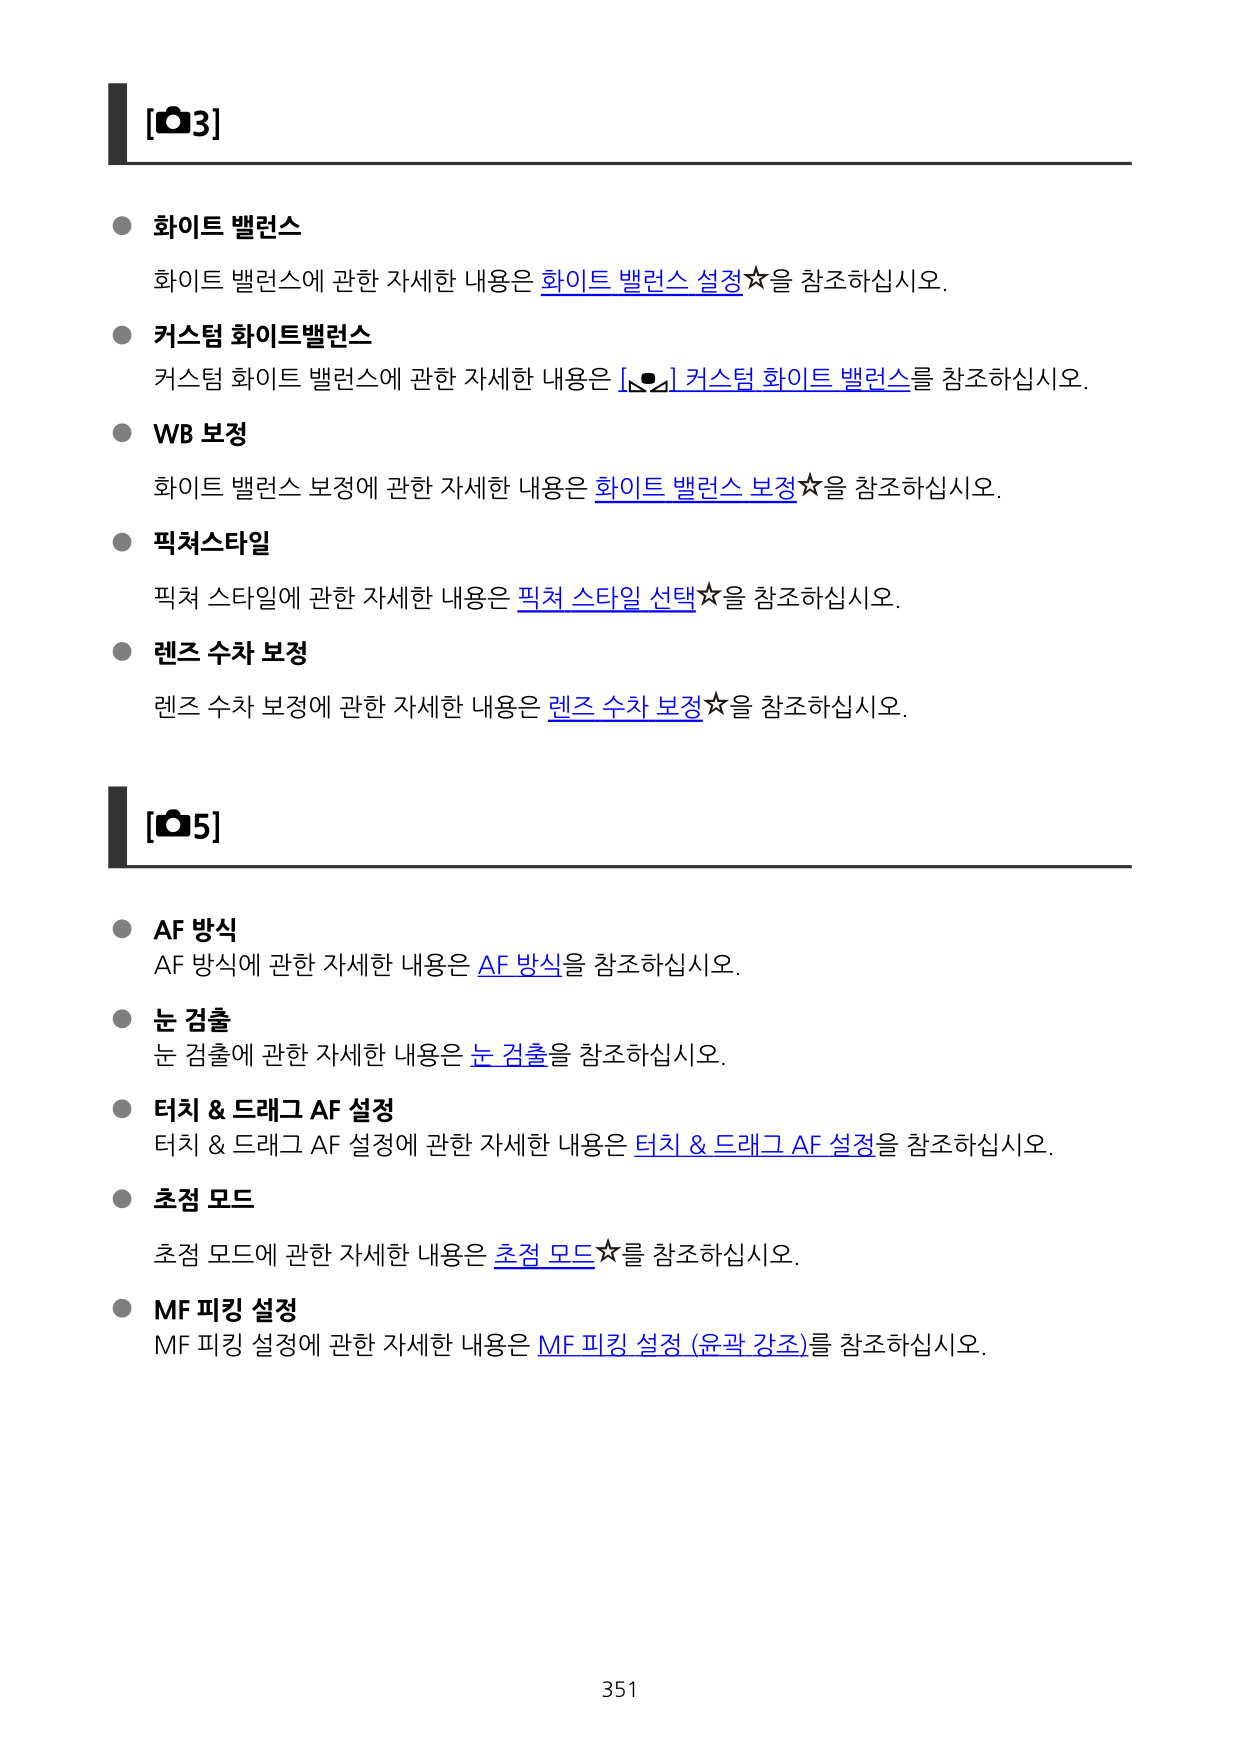 [📷3]
● 화이트 밸런스
화이트 밸런스에 관한 자세한 내용은 화이트 밸런스 설정☆을 참조하십시오.
● 커스텀 화이트밸런스
커스텀 화이트 밸런스에 관한 자세한 내용은 [◣●◢] 커스텀 화이트 밸런스를 참조하십시오.
● WB 보정
화이트 밸런스 보정에 관한 자세한 내용은 화이트 밸런스 보정☆을 참조하십시오.
● 픽쳐스타일
픽쳐 스타일에 관한 자세한 내용은 픽쳐 스타일 선택☆을 참조하십시오.
● 렌즈 수차 보정
렌즈 수차 보정에 관한 자세한 내용은 렌즈 수차 보정☆을 참조하십시오.
[📷5]
● AF 방식
AF 방식에 관한 자세한 내용은 AF 방식을 참조하십시오.
● 눈 검출
눈 검출에 관한 자세한 내용은 눈 검출을 참조하십시오.
● 터치 & 드래그 AF 설정
터치 & 드래그 AF 설정에 관한 자세한 내용은 터치 & 드래그 AF 설정을 참조하십시오.
● 초점 모드
초점 모드에 관한 자세한 내용은 초점 모드☆를 참조하십시오.
● MF 피킹 설정
MF 피킹 설정에 관한 자세한 내용은 MF 피킹 설정 (윤곽 강조)를 참조하십시오.
351